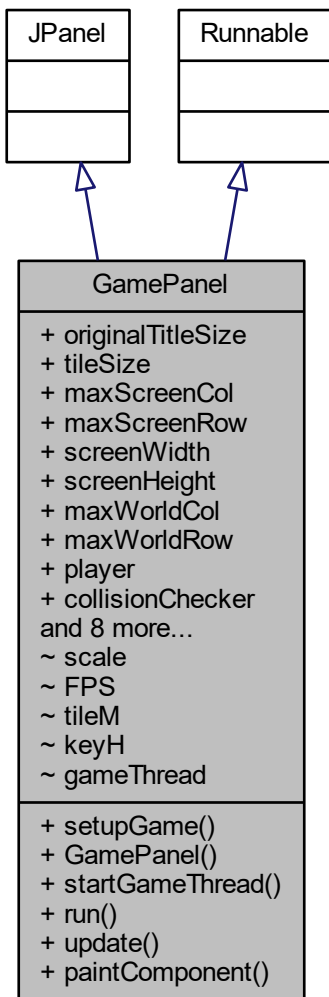 JPanel
Runnable
GamePanel
+ originalTitleSize
+ tileSize
+ maxScreenCol
+ maxScreenRow
+ screenWidth
+ screenHeight
+ maxWorldCol
+ maxWorldRow
+ player
+ collisionChecker
and 8 more...
~ scale
~ FPS
~ tileM
~ keyH
~ gameThread
+ setupGame()
+ GamePanel()
+ startGameThread()
+ run()
+ update()
+ paintComponent()